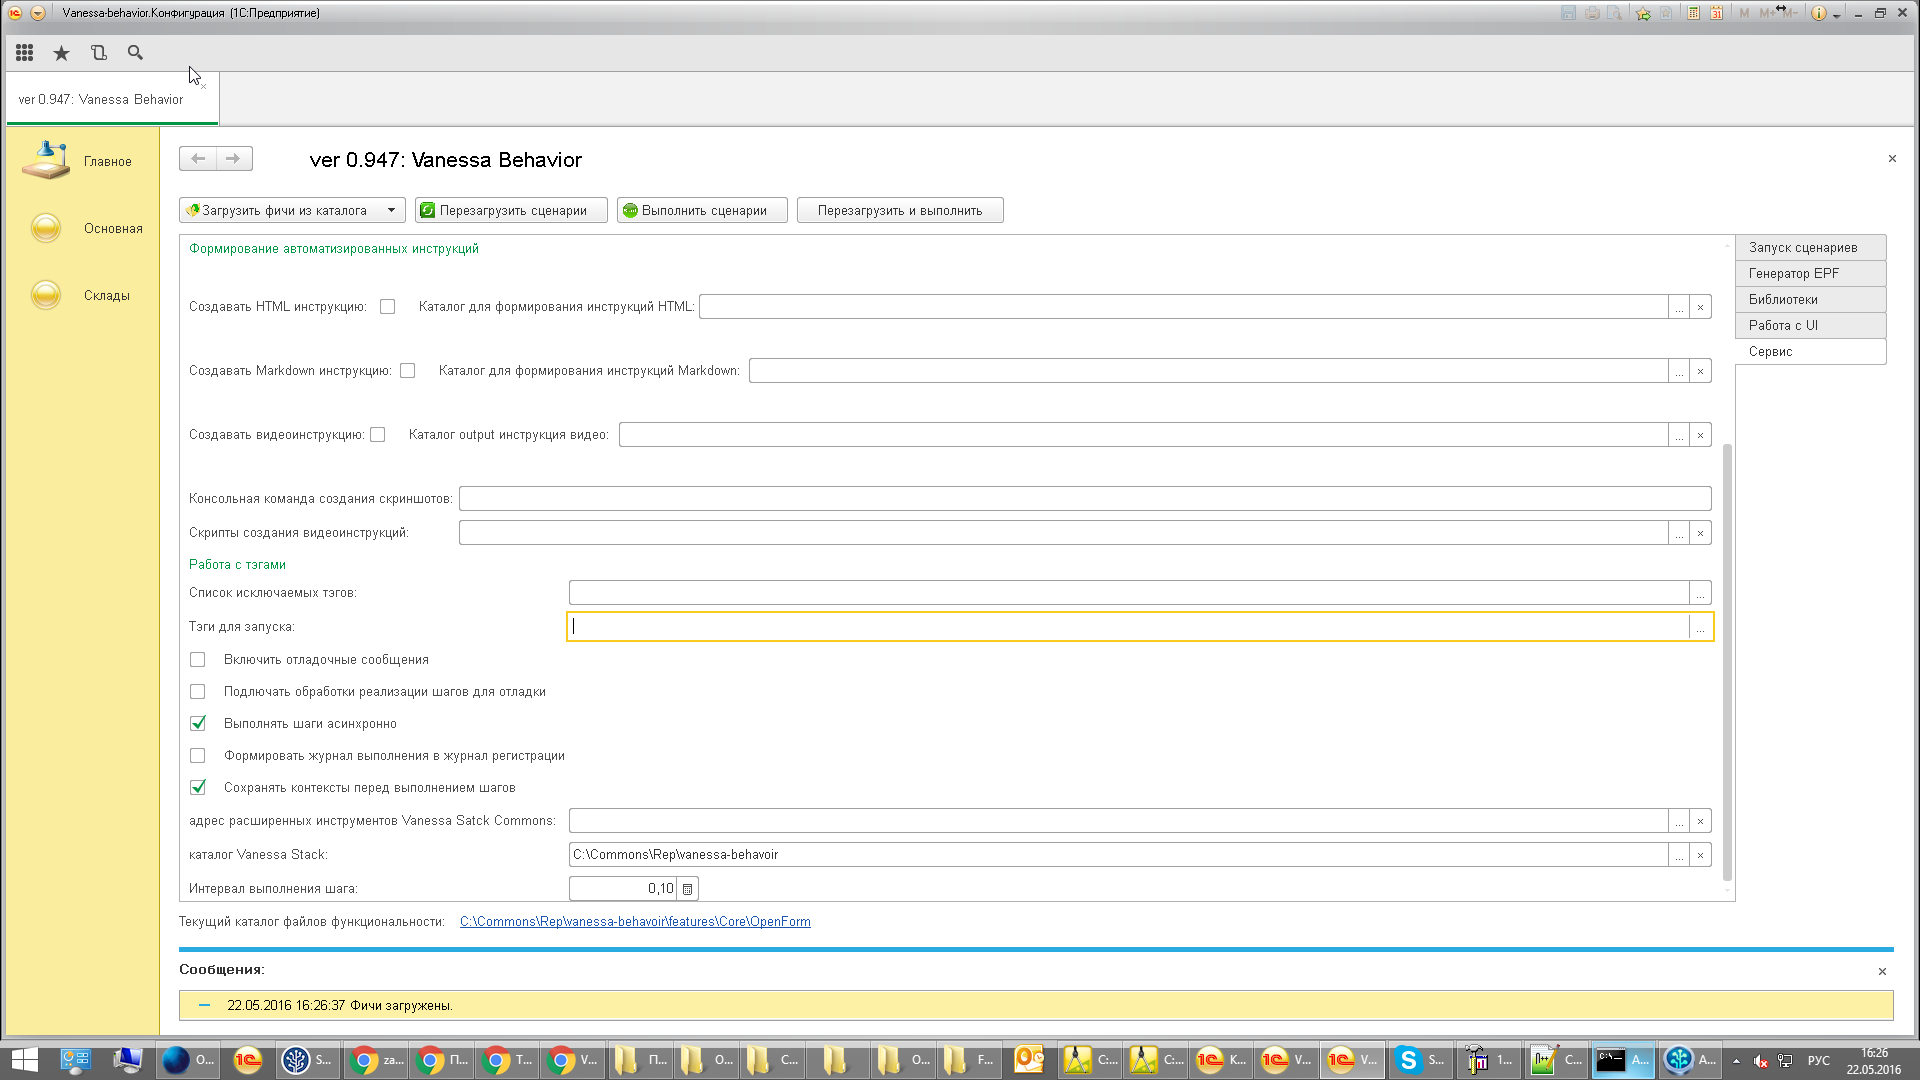 Vanessa-behavior.Конфигурация (1С:Предприятие)
M M+ M-
ver 0.947: Vanessa Behavior
Главное
Основная
Склады
ver 0.947: Vanessa Behavior
Загрузить фичи из каталога
Перезагрузить сценарии
Выполнить сценарии
Перезагрузить и выполнить
Формирование автоматизированных инструкций
Создавать HTML инструкцию:
Каталог для формирования инструкций HTML:
Создавать Markdown инструкцию:
Каталог для формирования инструкций Markdown:
Создавать видеоинструкцию:
Каталог output инструкция видео:
Консольная команда создания скриншотов:
Скрипты создания видеоинструкций:
Работа с тэгами
Список исключаемых тэгов:
Тэги для запуска:
Включить отладочные сообщения
Подлючать обработки реализации шагов для отладки
Выполнять шаги асинхронно
Формировать журнал выполнения в журнал регистрации
Сохранять контексты перед выполнением шагов
адрес расширенных инструментов Vanessa Satck Commons:
каталог Vanessa Stack:
C:\Commons\Rep\vanessa-behavoir
Интервал выполнения шага:
0,10
Запуск сценариев
Генератор EPF
Библиотеки
Работа с UI
Сервис
Текущий каталог файлов функциональности:
C:\Commons\Rep\vanessa-behavoir\features\Core\OpenForm
Сообщения:
22.05.2016 16:26:37 Фичи загружены.
O... S... za... П... T... V... П... O... C... O... F... C:... C:... K... V... V... S... 1... C... A... A...
РУС
16:26
22.05.2016